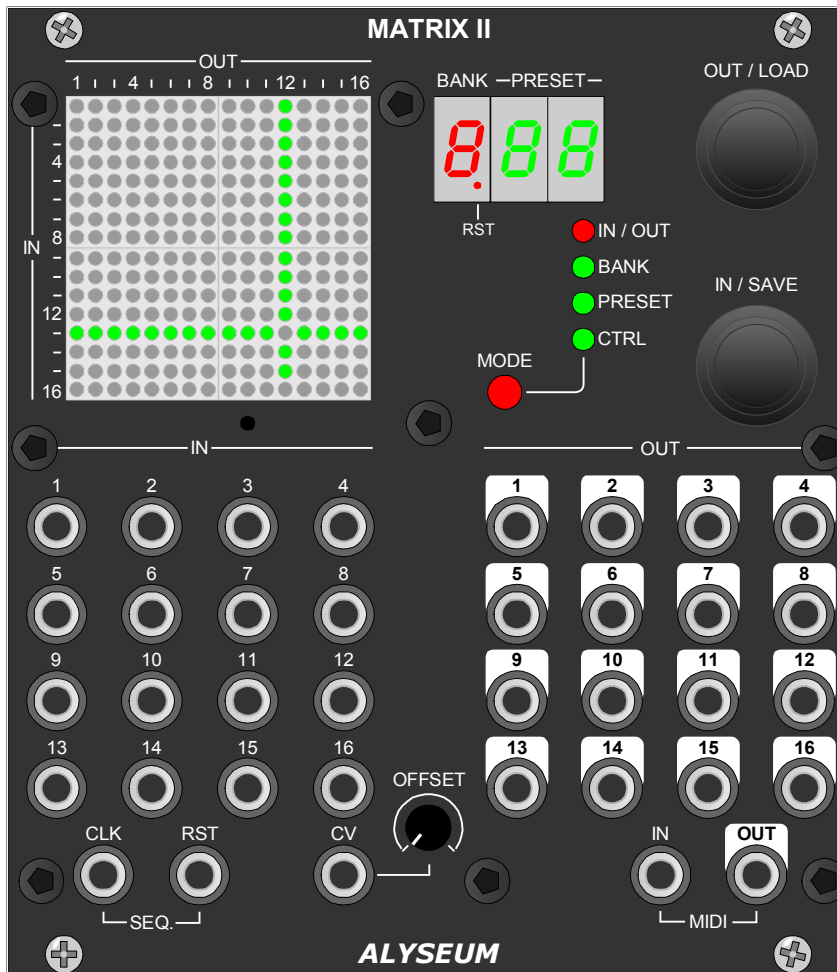 MATRIX II
OUT
1 4 8 12 16
4
8
12
16
IN
BANK PRESET
8.88
RST
OUT / LOAD
IN / OUT
BANK
PRESET
CTRL
MODE
IN / SAVE
IN
1 2 3 4
5 6 7 8
9 10 11 12
13 14 15 16
OUT
1 2 3 4
5 6 7 8
9 10 11 12
13 14 15 16
OFFSET
CLK RST CV
SEQ.
IN OUT
MIDI
ALYSEUM